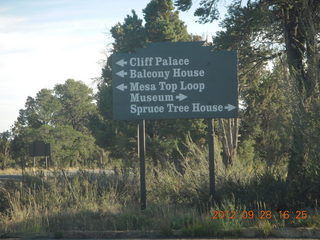 Cliff Palace
Balcony House
Mesa Top Loop
Museum
Spruce Tree House
2012 09 28 16:25